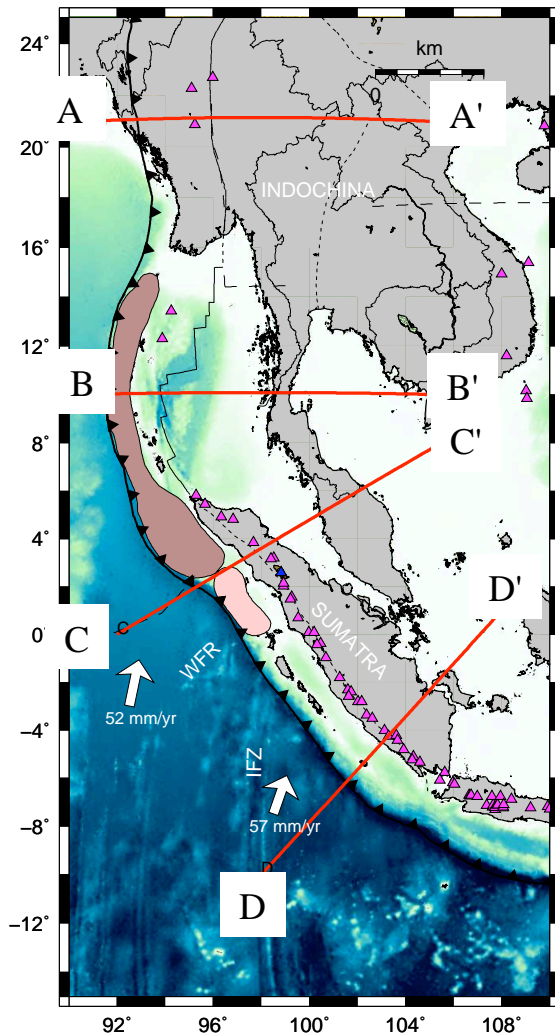 24°
km
0
A
A'
20°
INDOCHINA
16°
12°
B
B'
C'
8°
4°
D'
SUMATRA
C
C
0°
WFR
52 mm/yr
−4°
IFZ
57 mm/yr
−8°
D
D
−12°
92° 96° 100° 104° 108°